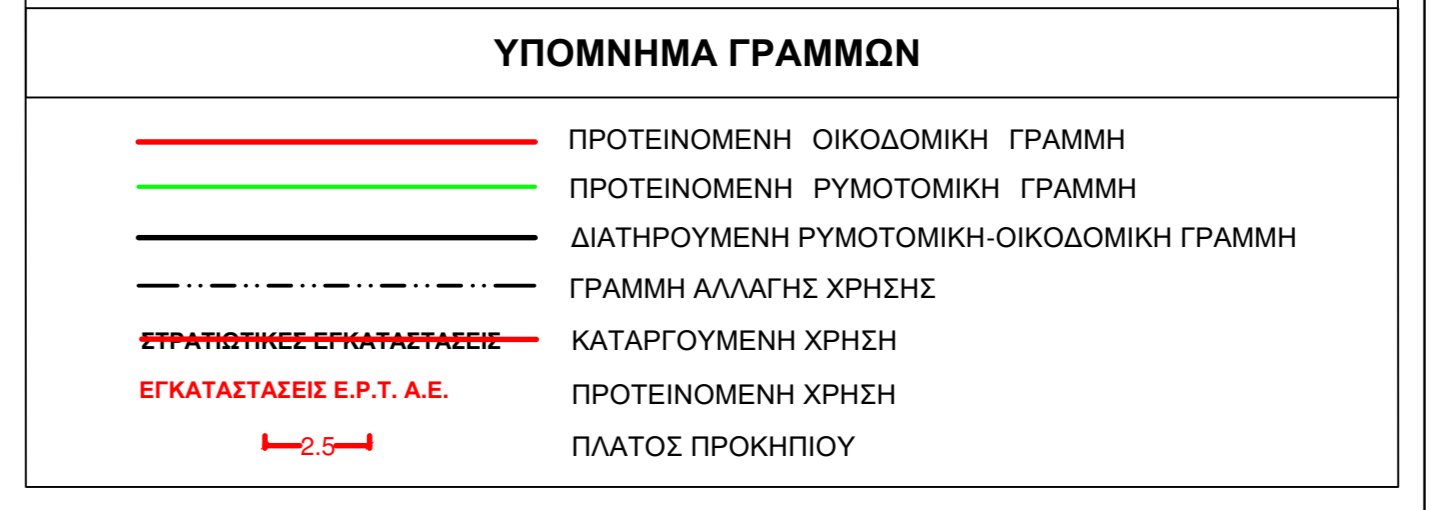 ΥΠΟΜΝΗΜΑ ΓΡΑΜΜΩΝ
ΠΡΟΤΕΙΝΟΜΕΝΗ ΟΙΚΟΔΟΜΙΚΗ ΓΡΑΜΜΗ
ΠΡΟΤΕΙΝΟΜΕΝΗ ΡΥΜΟΤΟΜΙΚΗ ΓΡΑΜΜΗ
ΔΙΑΤΗΡΟΥΜΕΝΗ ΡΥΜΟΤΟΜΙΚΗ-ΟΙΚΟΔΟΜΙΚΗ ΓΡΑΜΜΗ
ΓΡΑΜΜΗ ΑΛΛΑΓΗΣ ΧΡΗΣΗΣ
ΣΤΡΑΤΙΩΤΙΚΕΣ ΕΓΚΑΤΑΣΤΑΣΕΙΣ ΚΑΤΑΡΓΟΥΜΕΝΗ ΧΡΗΣΗ
ΕΓΚΑΤΑΣΤΑΣΕΙΣ Ε.Ρ.Τ. Α.Ε. ΠΡΟΤΕΙΝΟΜΕΝΗ ΧΡΗΣΗ
2.5 ΠΛΑΤΟΣ ΠΡΟΚΗΠΙΟΥ